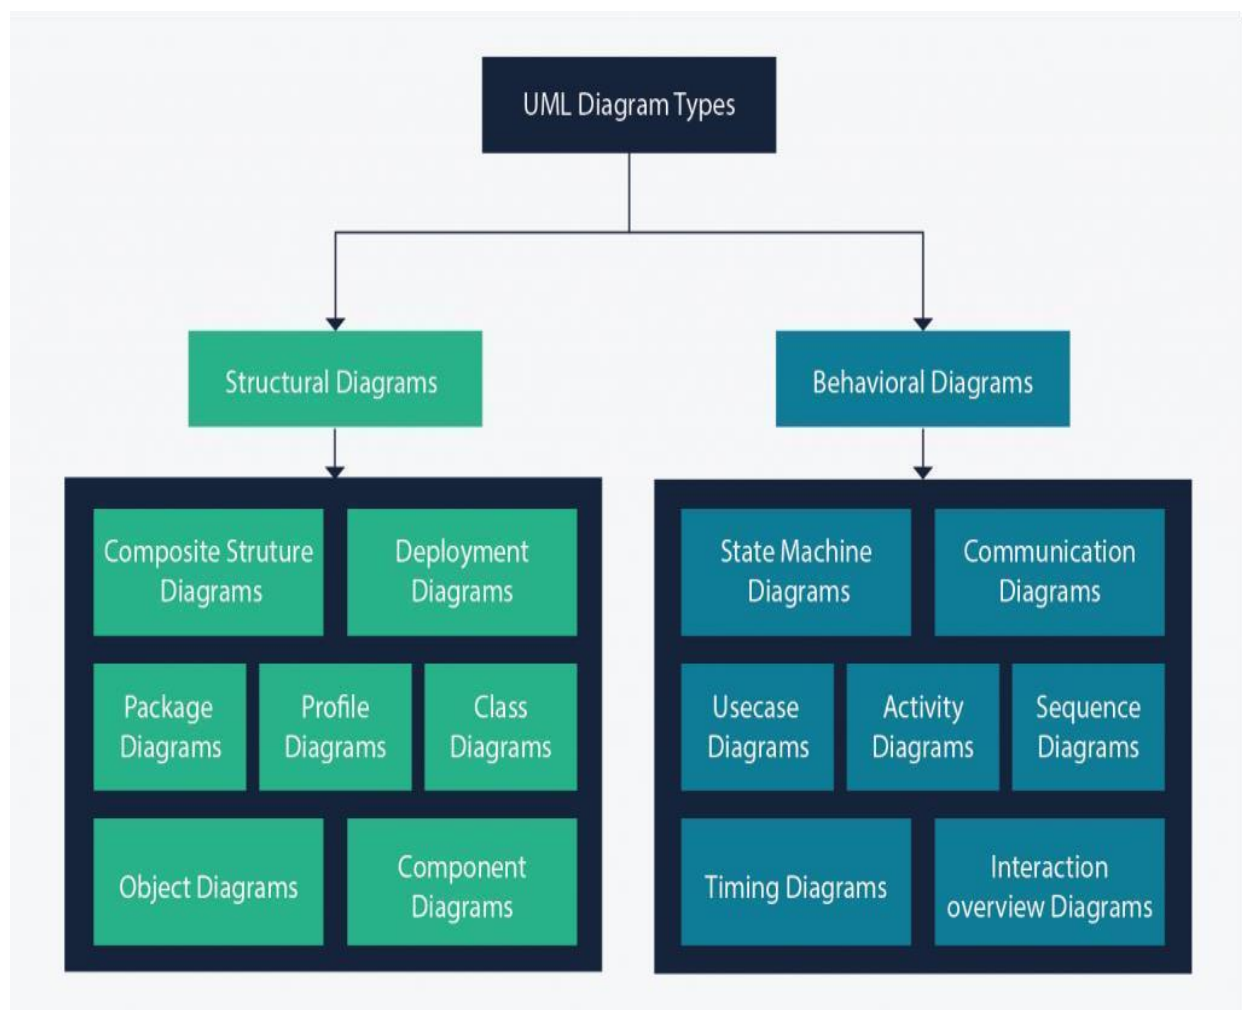 UML Diagram Types
Structural Diagrams
Behavioral Diagrams
Composite Struture
Diagrams
Deployment
Diagrams
Package
Diagrams
Profile
Diagrams
Class
Diagrams
Object Diagrams
Component
Diagrams
State Machine
Diagrams
Communication
Diagrams
Usecase
Diagrams
Activity
Diagrams
Sequence
Diagrams
Timing Diagrams
Interaction
overview Diagrams